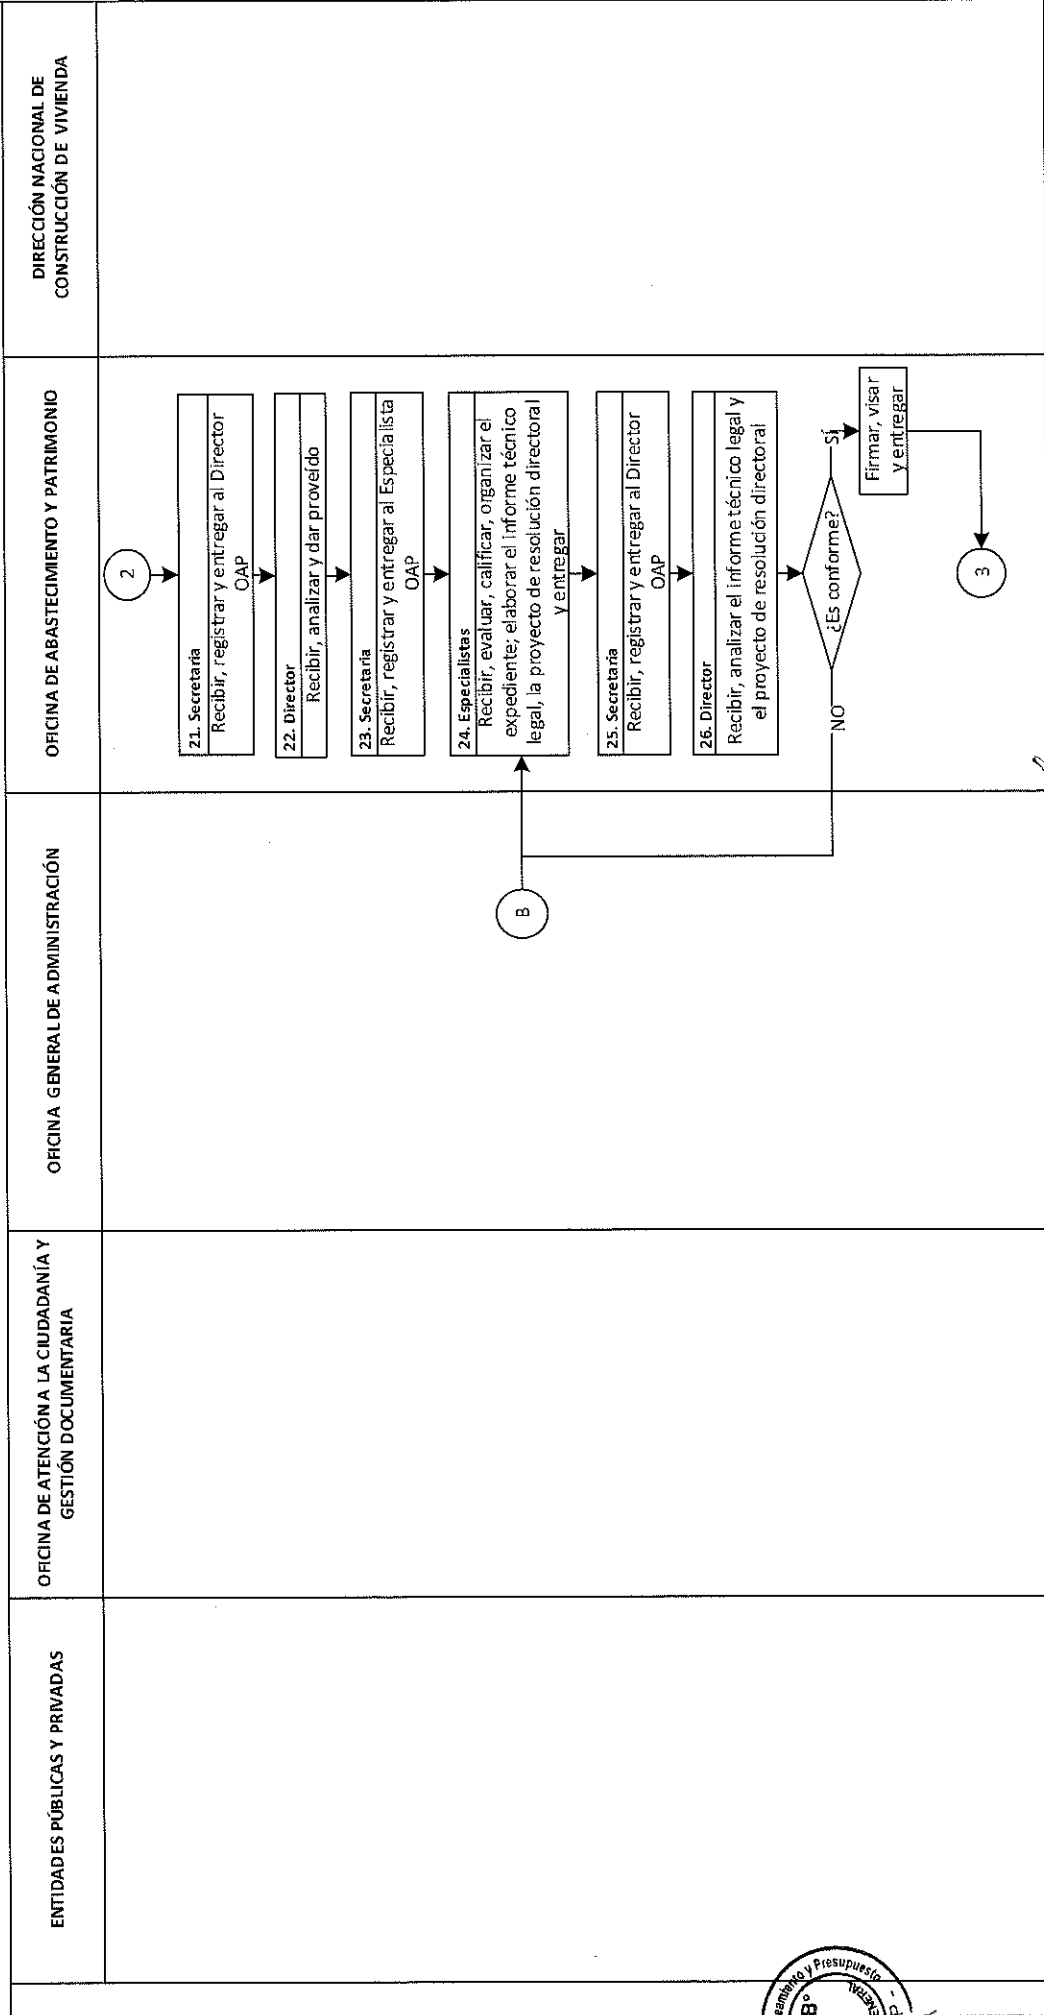 ENTIDADES PÚBLICAS Y PRIVADAS
OFICINA DE ATENCIÓN A LA CIUDADANÍA Y
GESTIÓN DOCUMENTARIA
OFICINA GENERAL DE ADMINISTRACIÓN
OFICINA DE ABASTECIMIENTO Y PATRIMONIO
DIRECCIÓN NACIONAL DE
CONSTRUCCIÓN DE VIVIENDA
2
21. Secretaria
Recibir, registrar y entregar al Director
OAP
22. Director
Recibir, analizar y dar proveído
23. Secretaria
Recibir, registrar y entregar al Especialista
OAP
24. Especialistas
Recibir, evaluar, calificar, organizar el
expediente; elaborar el informe técnico
legal, la proyecto de resolución directoral
y entregar
B
25. Secretaria
Recibir, registrar y entregar al Director
OAP
26. Director
Recibir, analizar el informe técnico legal y
el proyecto de resolución directoral
NO
¿Es conforme?
SÍ
Firmar, visar
y entregar
3
y Presupuesto
B°